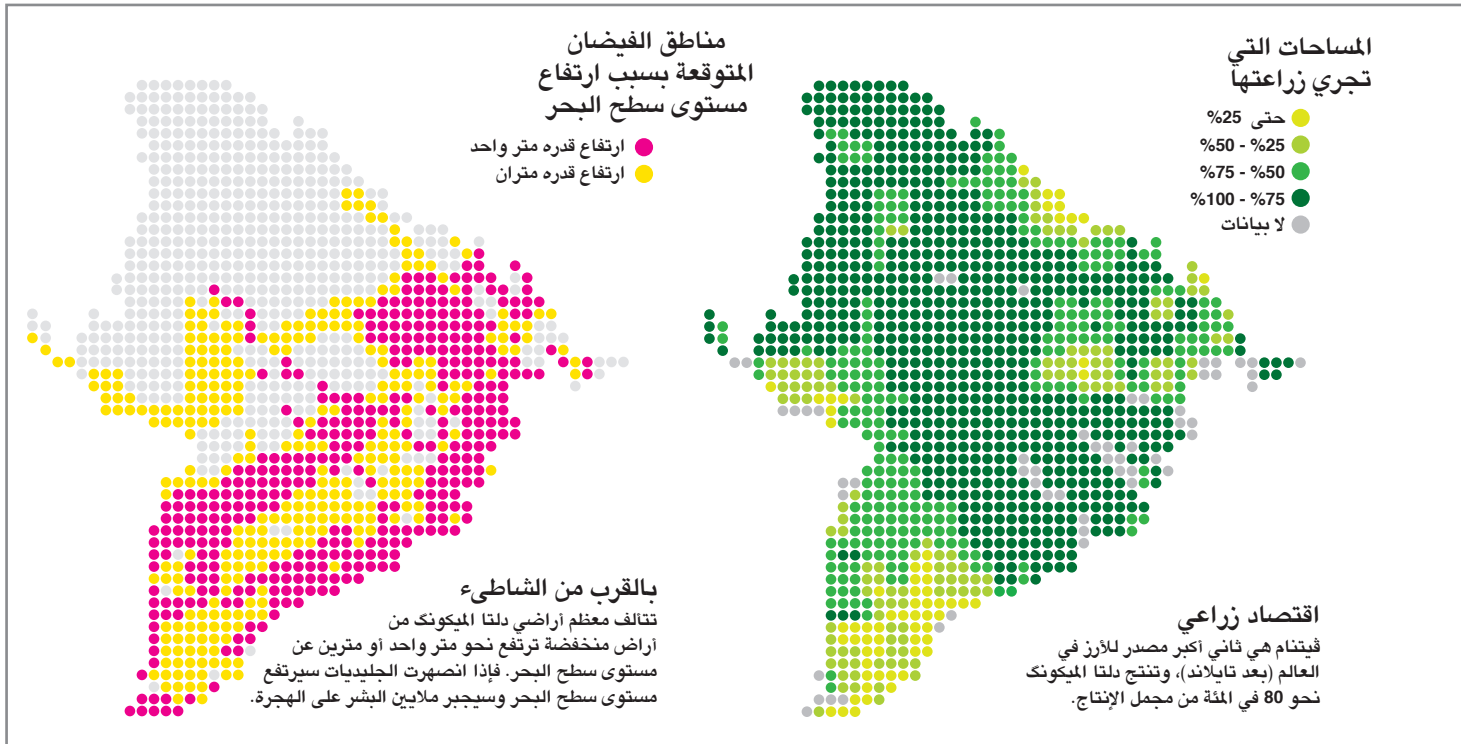 المساحات التي
تجري زراعتها
حتى 25%
25% - 50%
50% - 75%
75% - 100%
لا بيانات
اقتصاد زراعي
ڤيتنام هي ثاني أكبر مصدر للأرز في
العالم (بعد تايلاند)، وتنتج دلتا الميكونگ
نحو 80 في المئة من مجمل الإنتاج.
مناطق الفيضان
المتوقعة بسبب ارتفاع
مستوى سطح البحر
ارتفاع قدره متر واحد
ارتفاع قدره متران
بالقرب من الشاطىء
تتألف معظم أراضي دلتا الميكونگ من
أراض منخفضة ترتفع نحو متر واحد أو مترين عن
مستوى سطح البحر. فإذا انصهرت الجليديات سيرتفع
مستوى سطح البحر وسيجبر ملايين البشر على الهجرة.